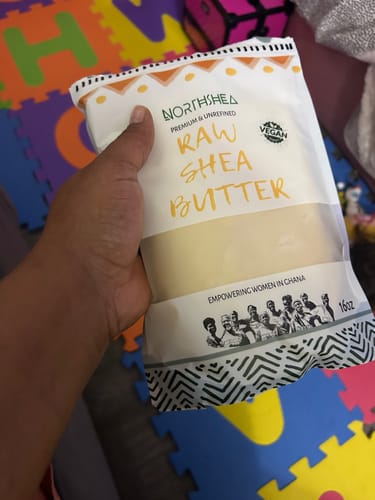 NORTHSHEA
PREMIUM & UNREFINED
RAW
SHEA
BUTTER
VEGAN
EMPOWERING WOMEN IN GHANA
16OZ
H